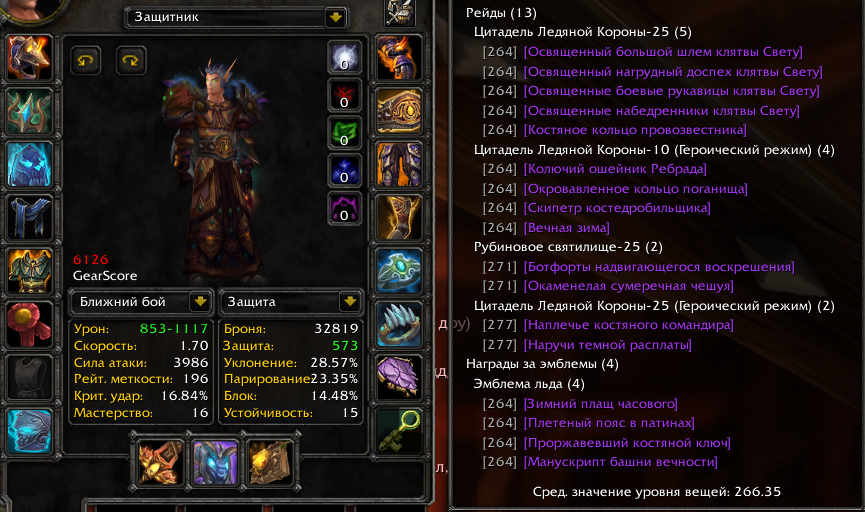 Защитник
0
0
0
0
0
6126
GearScore
Ближний бой
Защита
Урон: 853-1117
Скорость: 1.70
Сила атаки: 3986
Рейт. меткости: 196
Крит. удар: 16.84%
Мастерство: 16
Броня: 32819
Защита: 573
Уклонение: 28.57%
Парирование: 23.35%
Блок: 14.48%
Устойчивость: 15
Рейды (13)
Цитадель Ледяной Короны-25 (5)
[264] [Освященный большой шлем клятвы Свету]
[264] [Освященный нагрудный доспех клятвы Свету]
[264] [Освященные боевые рукавицы клятвы Свету]
[264] [Освященные набедренники клятвы Свету]
[264] [Костяное кольцо провозвестника]
Цитадель Ледяной Короны-10 (Героический режим) (4)
[264] [Колючий ошейник Ребрада]
[264] [Окровавленное кольцо поганища]
[264] [Скипетр костедробильщика]
[264] [Вечная зима]
Рубиновое святилище-25 (2)
[271] [Ботфорты надвигающегося воскрешения]
[271] [Окаменелая сумеречная чешуя]
Цитадель Ледяной Короны-25 (Героический режим) (2)
[277] [Наплечье костяного командира]
[277] [Наручи темной расплаты]
Награды за эмблемы (4)
Эмблема льда (4)
[264] [Зимний плащ часового]
[264] [Плетеный пояс в патинах]
[264] [Проржавевший костяной ключ]
[264] [Манускрипт башни вечности]
Сред. значение уровня вещей: 266.35